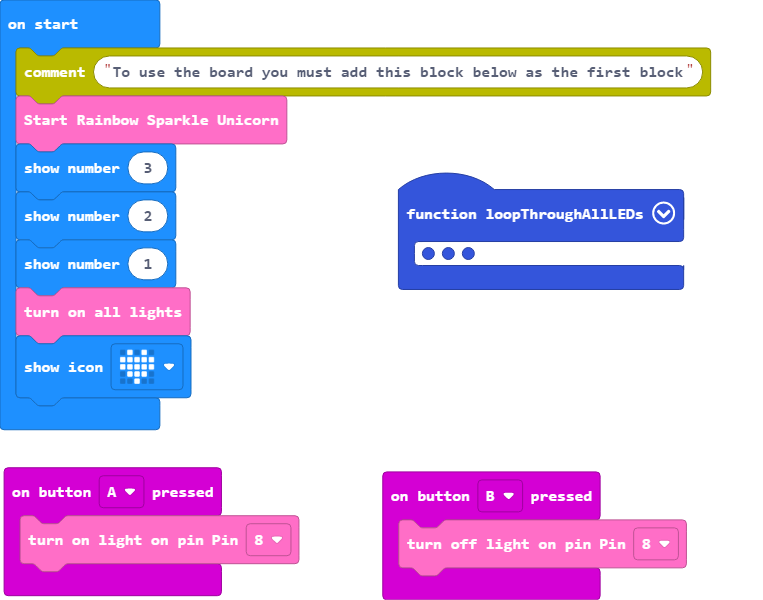 on start
comment "To use the board you must add this block below as the first block"
Start Rainbow Sparkle Unicorn
show number 3
show number 2
show number 1
turn on all lights
show icon
function loopThroughAllLEDs
on button A pressed
turn on light on pin Pin 8
on button B pressed
turn off light on pin Pin 8